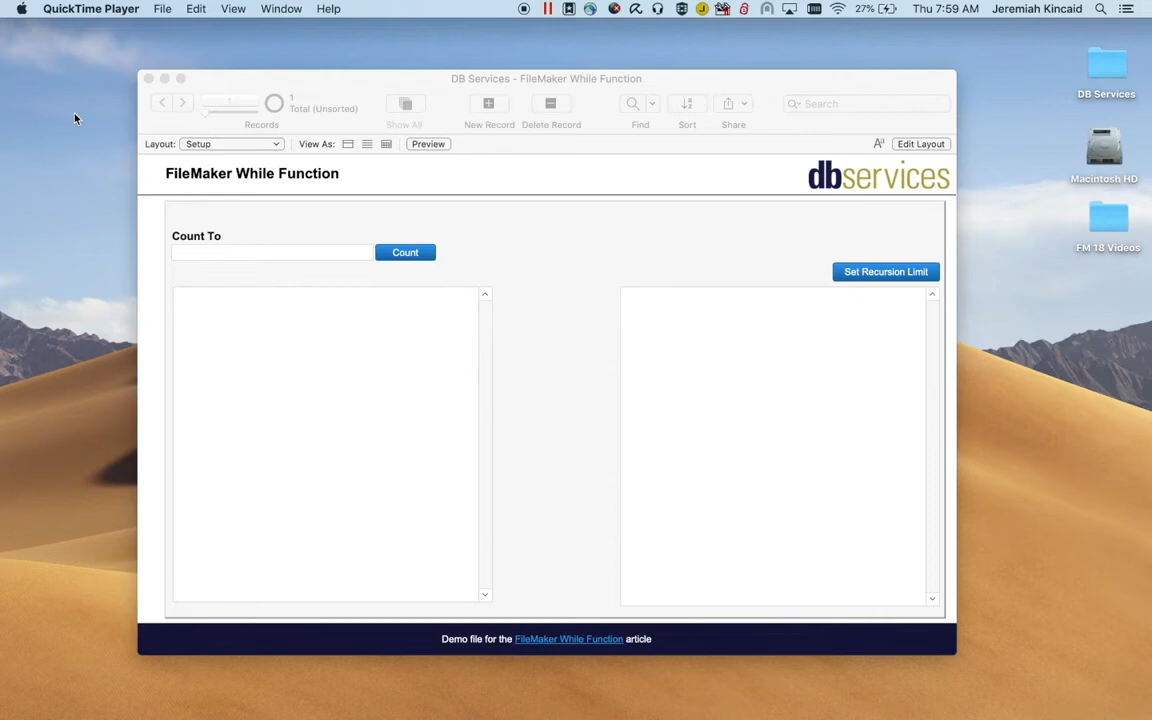 QuickTime Player File Edit View Window Help 27% Thu 7:59 AM Jeremiah Kincaid
DB Services - FileMaker While Function
1
1
Total (Unsorted)
Search
Records Show All New Record Delete Record Find Sort Share
Layout: Setup View As: Preview Aa Edit Layout
FileMaker While Function
dbservices
Count To
Count
Set Recursion Limit
Demo file for the FileMaker While Function article
DB Services
Macintosh HD
FM 18 Videos